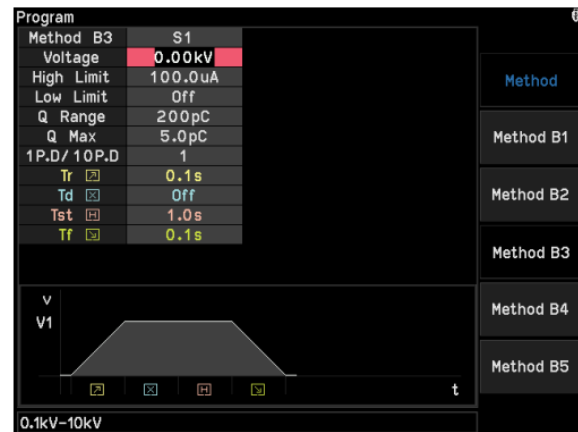 Program
Method B3 S1
Voltage 0.00kV
High Limit 100.0uA
Low Limit Off
Q Range 200pC
Q Max 5.0pC
1P.D/10P.D 1
Tr 0.1s
Td Off
Tst H 1.0s
Tf 0.1s
V
V1
H
t
0.1kV-10kV
Method
Method B1
Method B2
Method B3
Method B4
Method B5